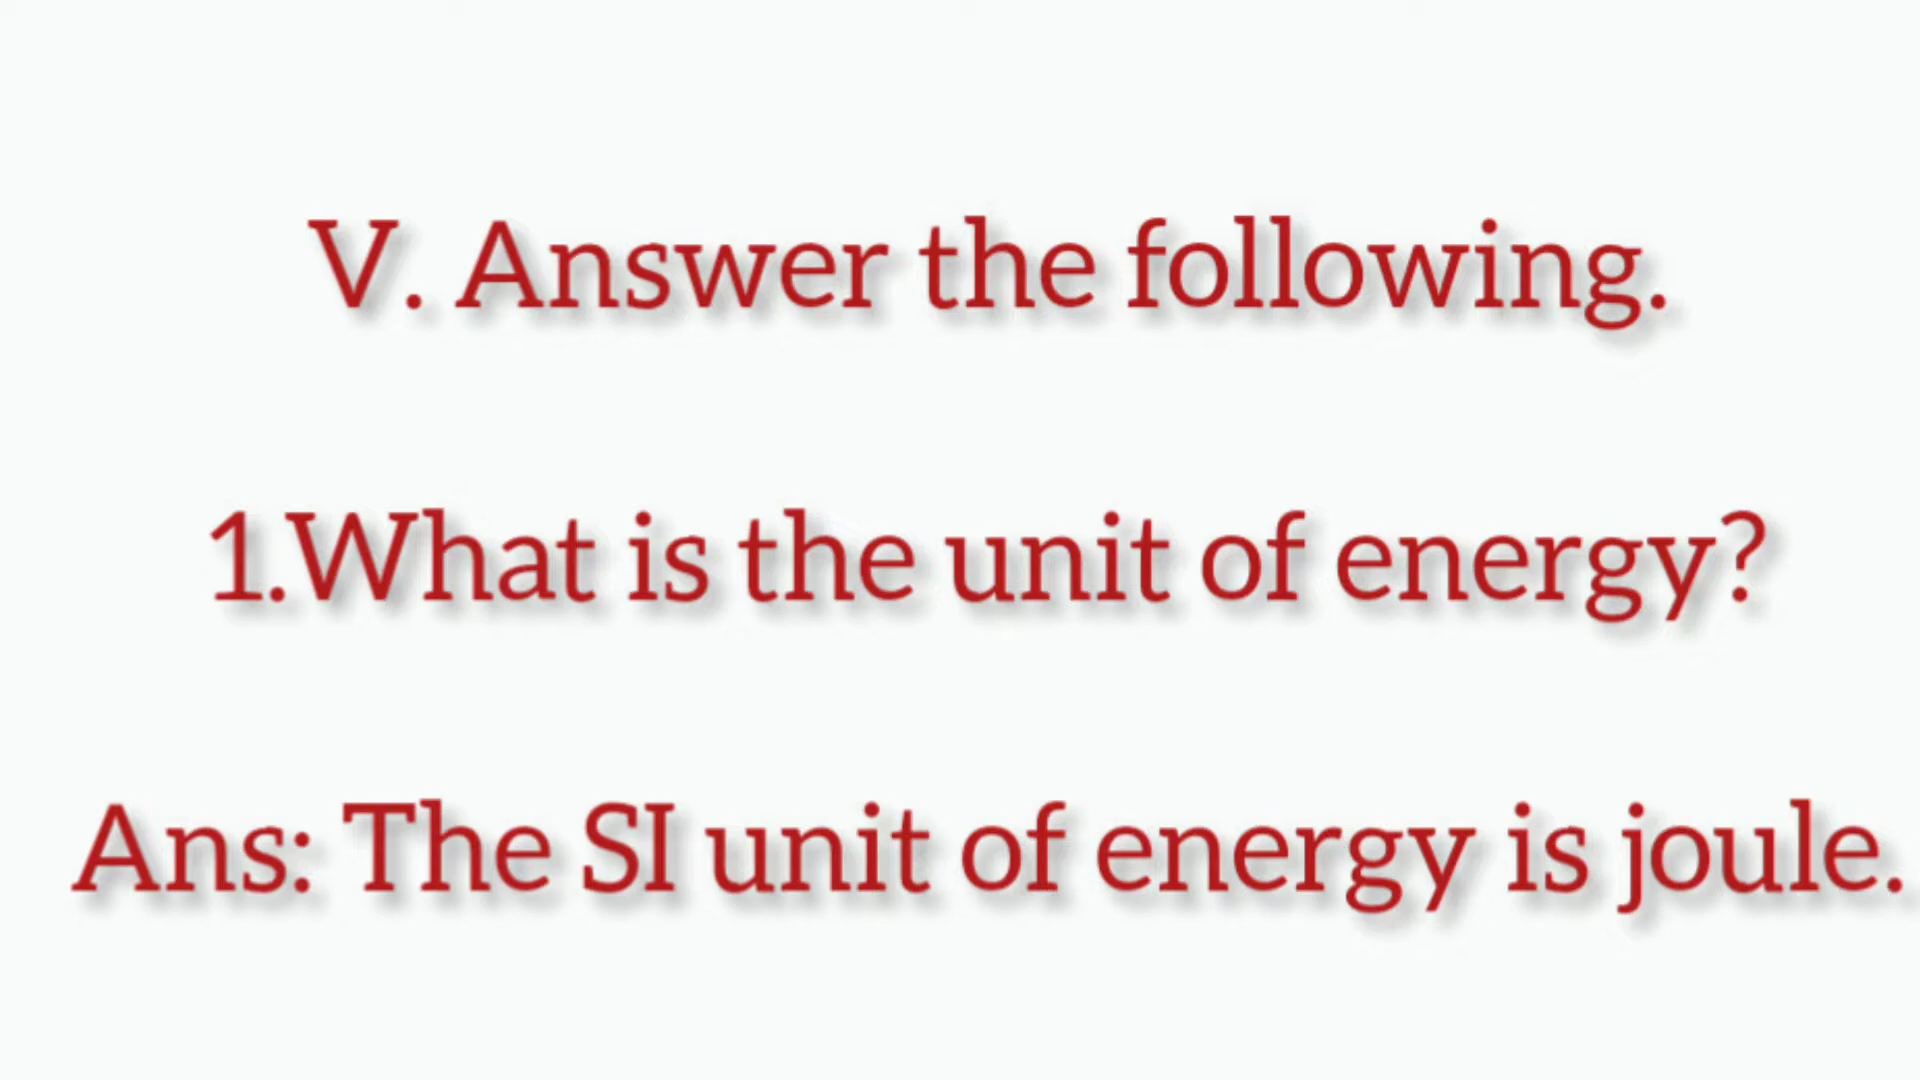 V. Answer the following.
1.What is the unit of energy?
Ans: The SI unit of energy is joule.